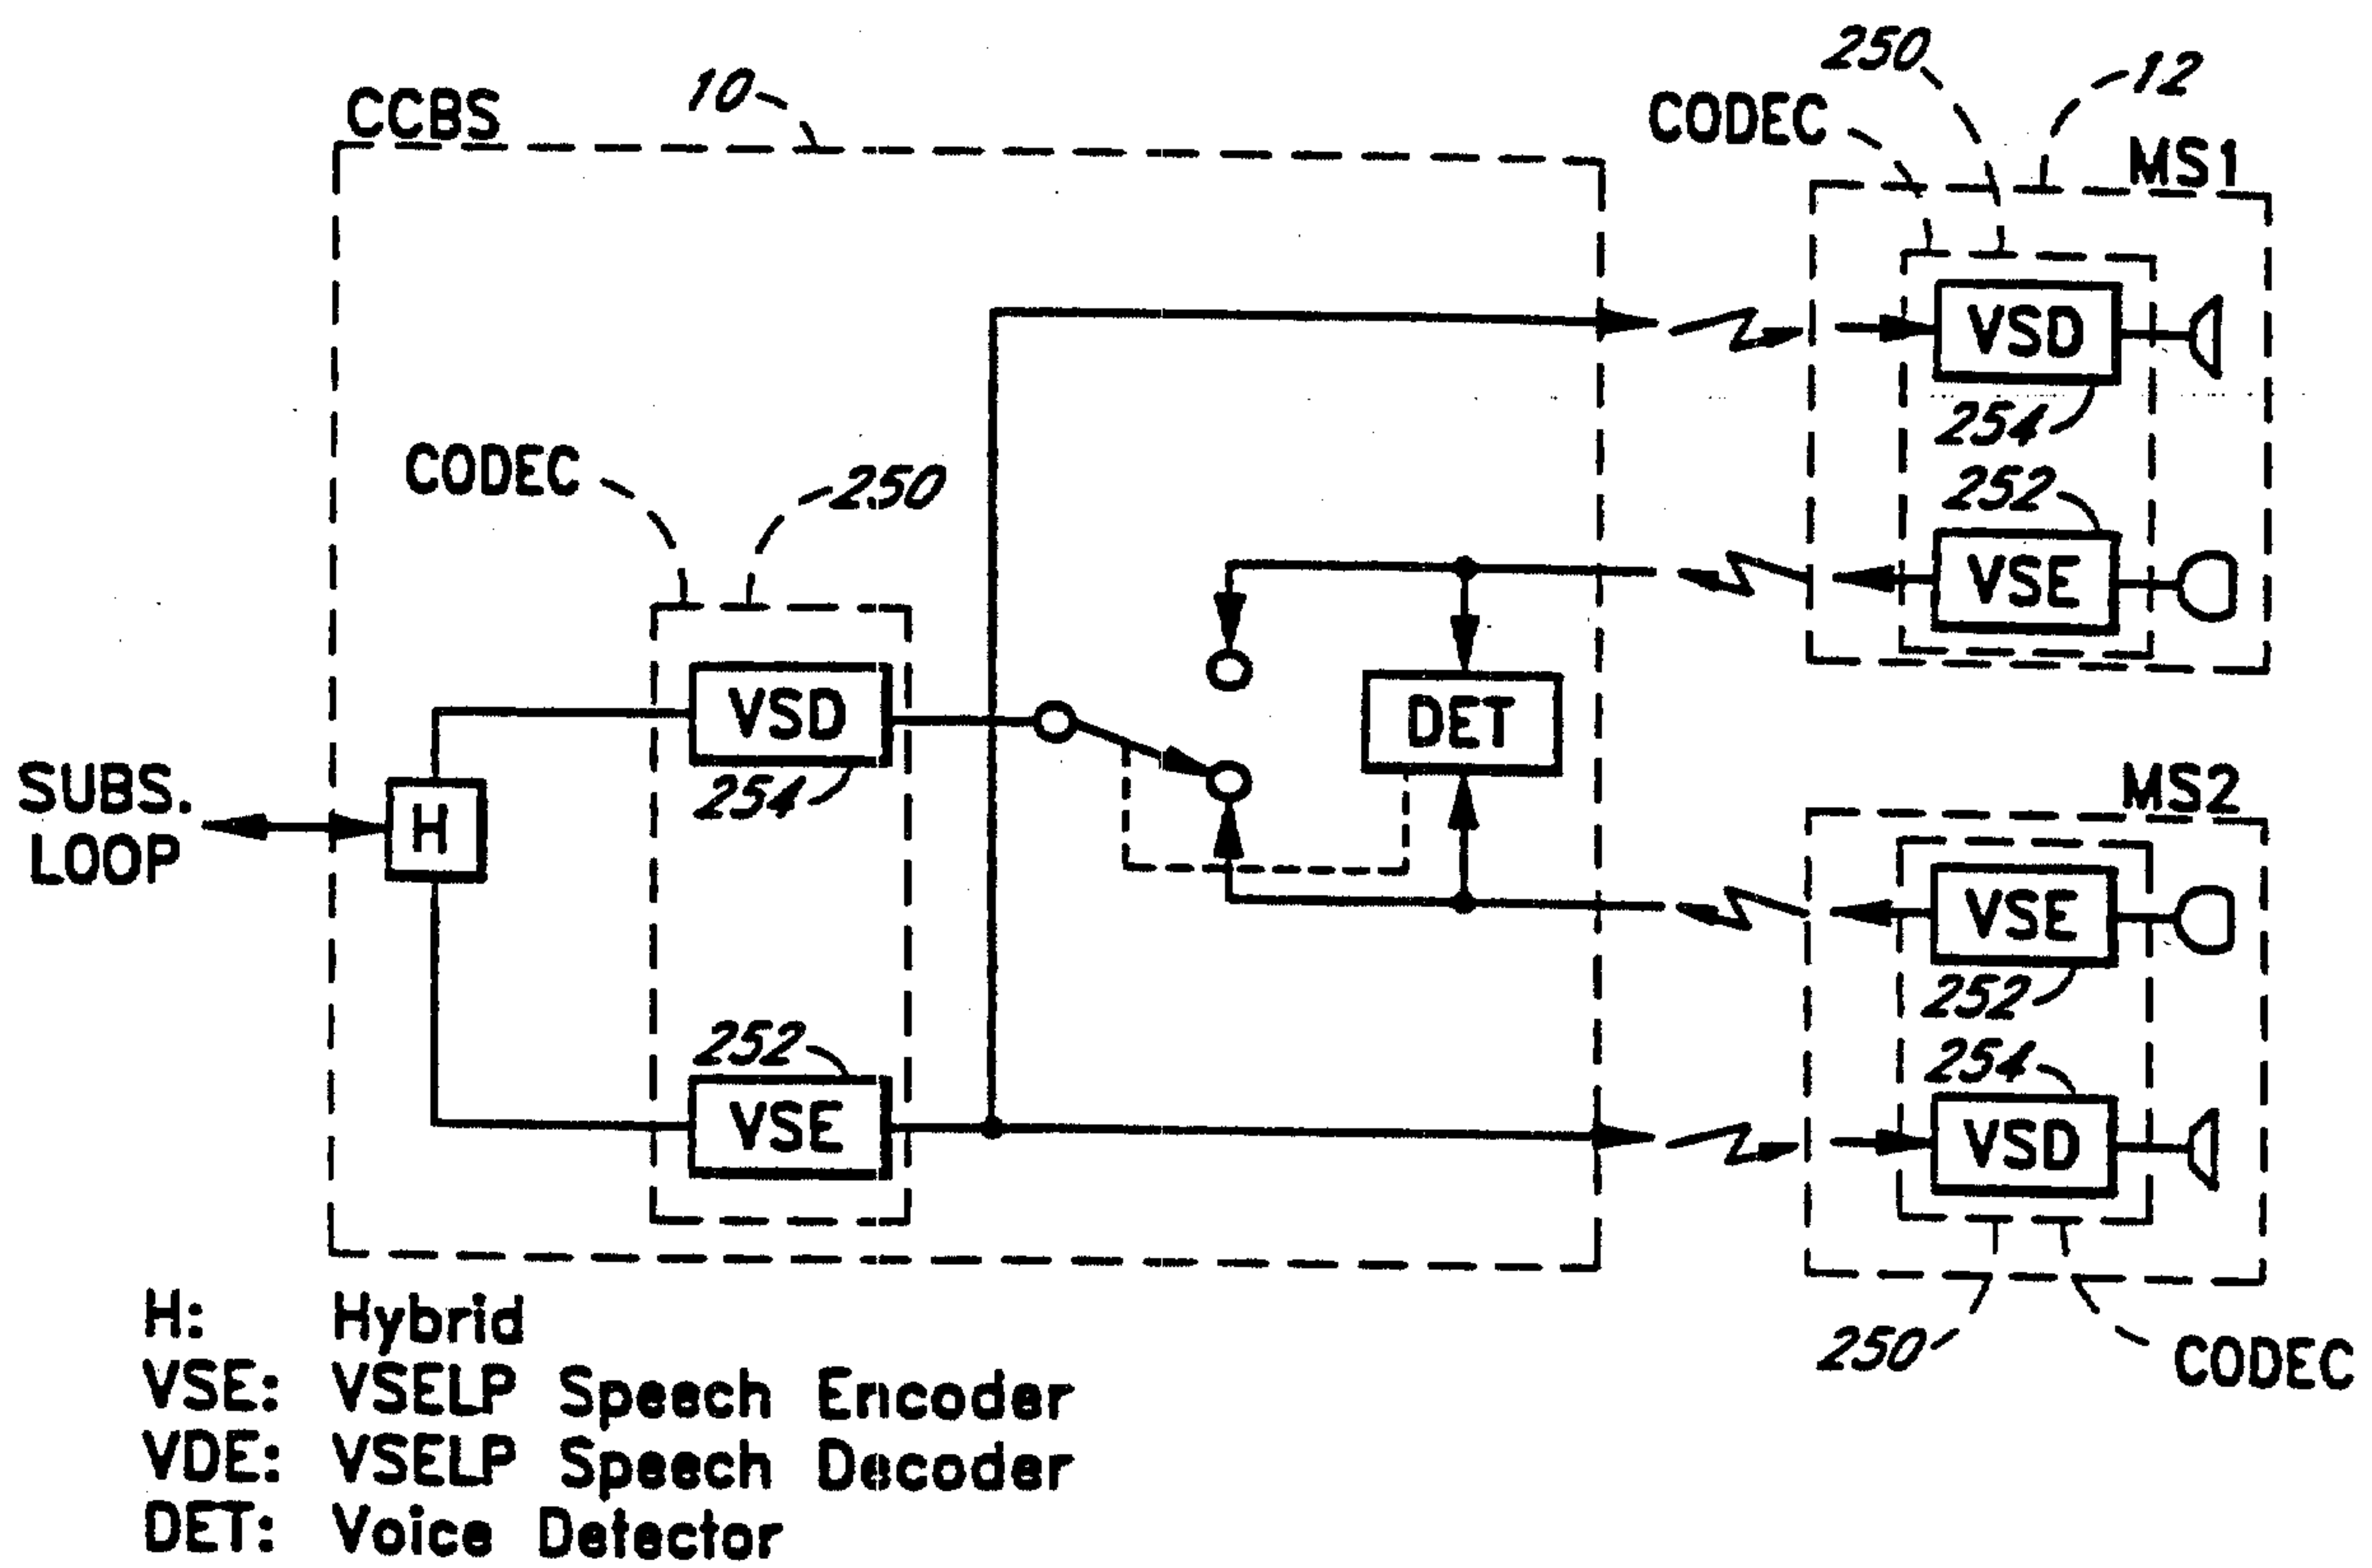 250
12
10
CCBS
CODEC
MS1
VSD
254
CODEC
250
252
VSE
VSD
DET
254
SUBS.
LOOP
H
MS2
VSE
252
252
254
VSE
VSD
250
CODEC
H: Hybrid
VSE: VSELP Speech Encoder
VDE: VSELP Speech Decoder
DET: Voice Detector